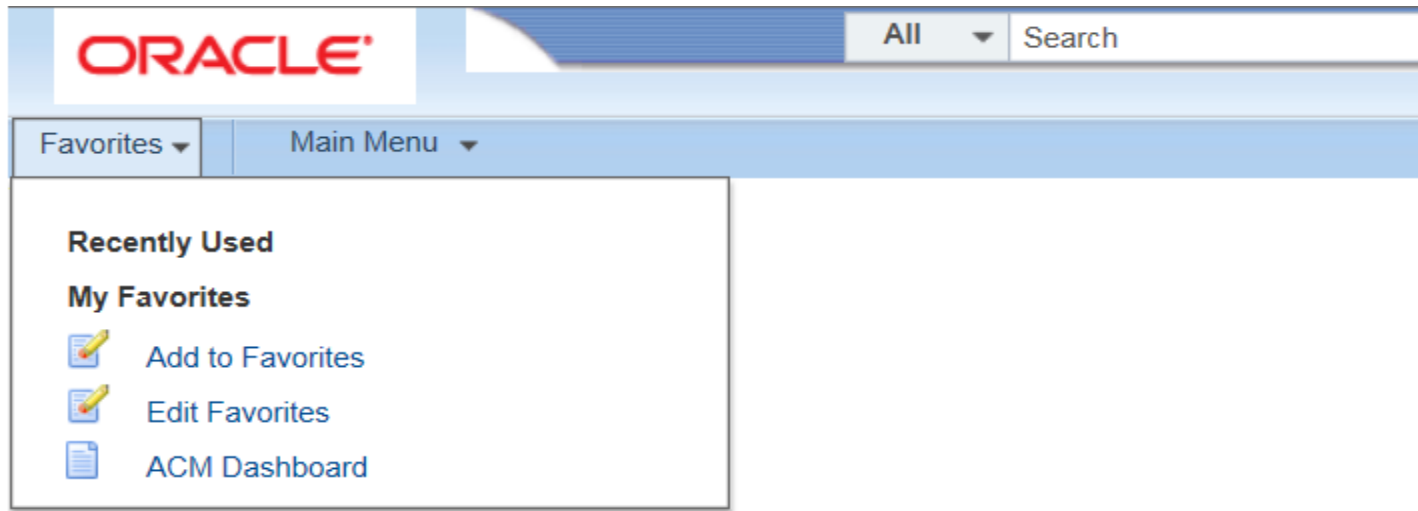 ORACLE®
All Search
Favorites Main Menu
Recently Used
My Favorites
Add to Favorites
Edit Favorites
ACM Dashboard